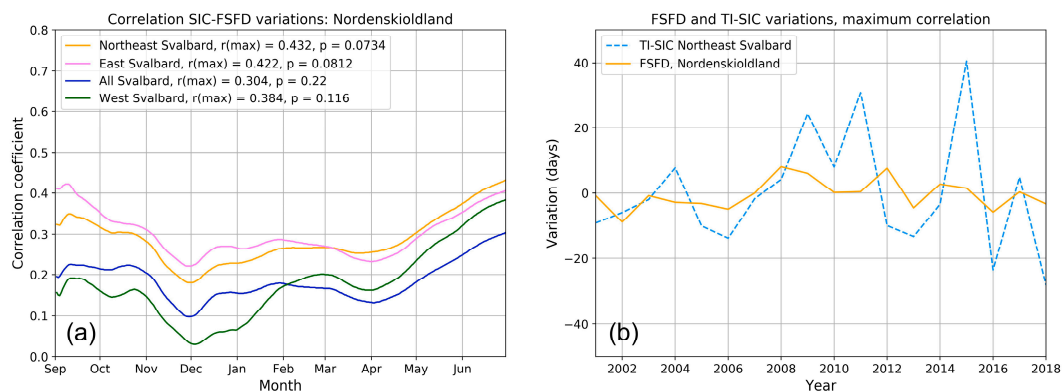 Correlation SIC-FSFD variations: Nordenskioldland
Northeast Svalbard, r(max) = 0.432, p = 0.0734
East Svalbard, r(max) = 0.422, p = 0.0812
All Svalbard, r(max) = 0.304, p = 0.22
West Svalbard, r(max) = 0.384, p = 0.116
Correlation coefficient
0.8
0.7
0.6
0.5
0.4
0.3
0.2
0.1
0.0
(a)
Sep Oct Nov Dec Jan Feb Mar Apr May Jun
Month
FSFD and TI-SIC variations, maximum correlation
TI-SIC Northeast Svalbard
FSFD, Nordenskioldland
Variation (days)
40
20
0
−20
−40
(b)
2002 2004 2006 2008 2010 2012 2014 2016 2018
Year